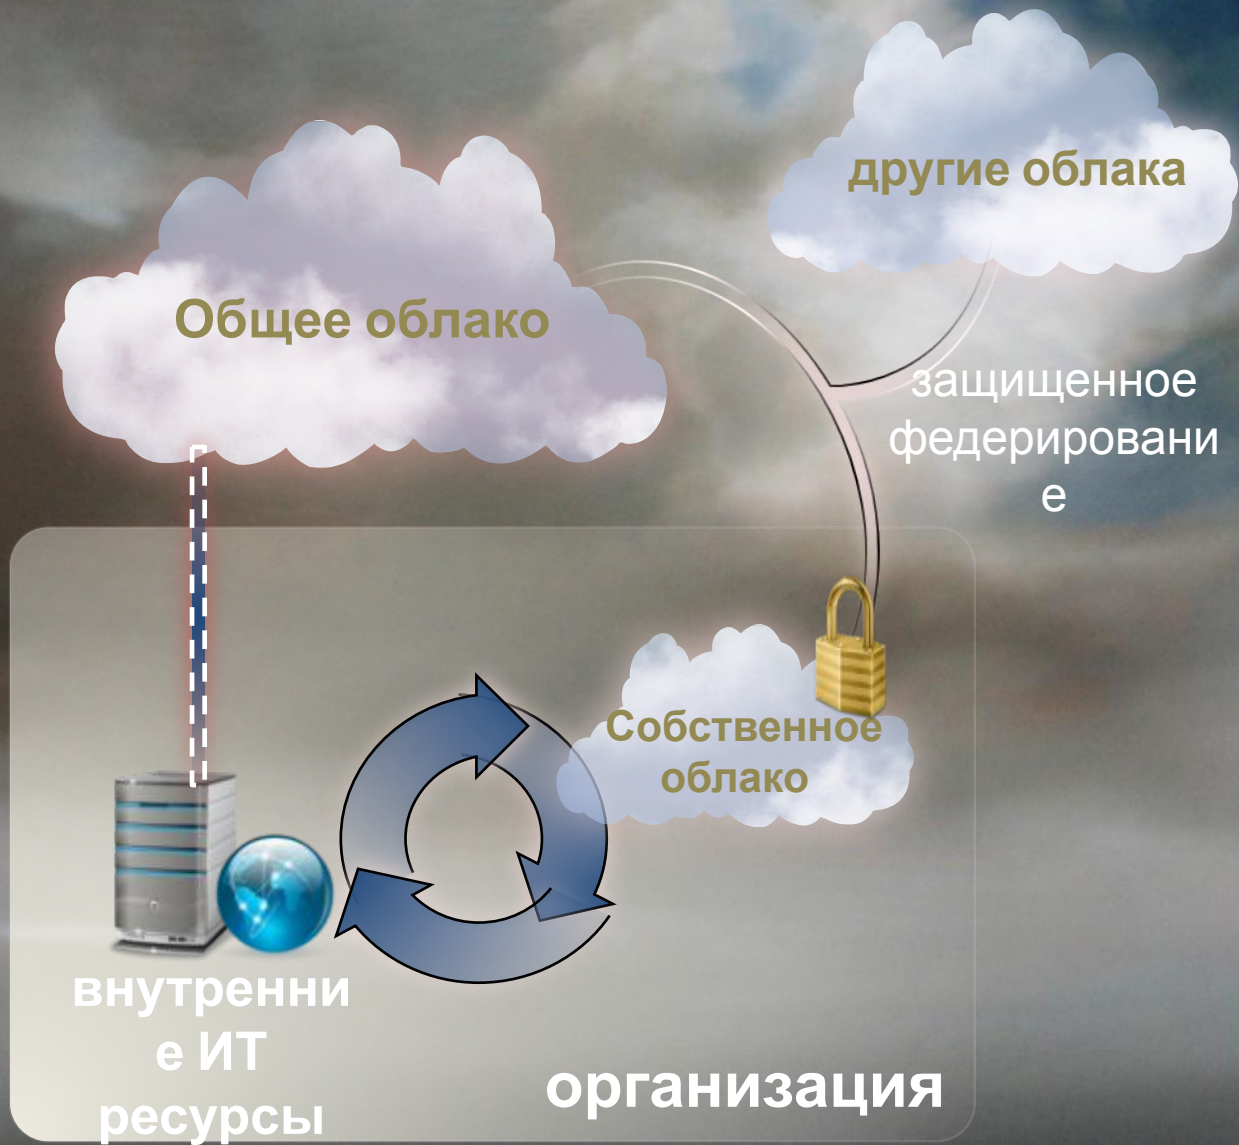 другие облака
Общее облако
защищенное
федерировани
е
Собственное
облако
внутренни
е ИТ
ресурсы
организация